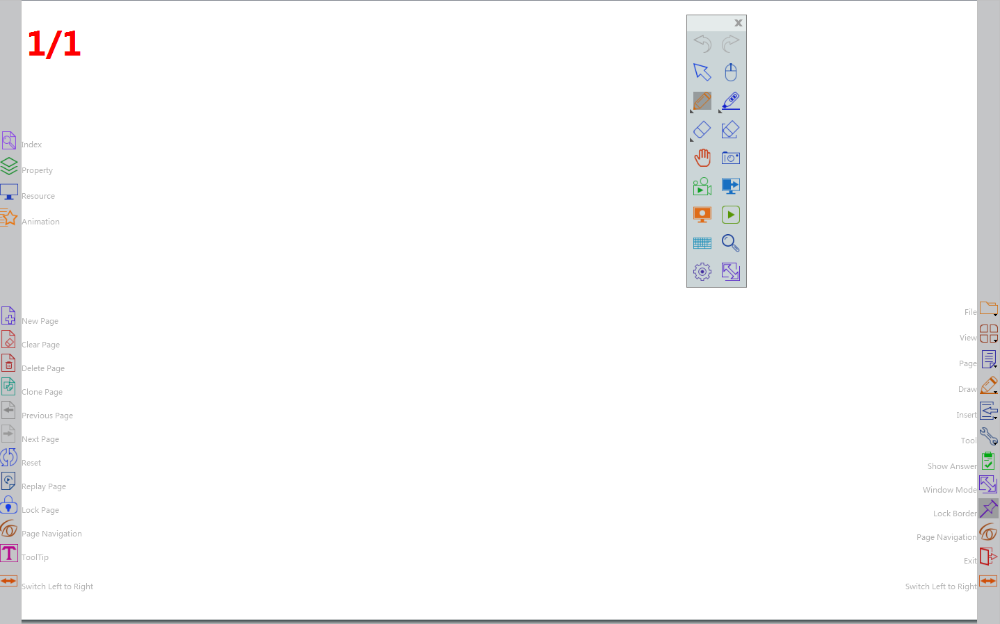 1/1
Index
Property
Resource
Animation
New Page
Clear Page
Delete Page
Clone Page
Previous Page
Next Page
Reset
Replay Page
Lock Page
Page Navigation
ToolTip
Switch Left to Right
File
View
Page
Draw
Insert
Tool
Show Answer
Window Mode
Lock Border
Page Navigation
Exit
Switch Left to Right